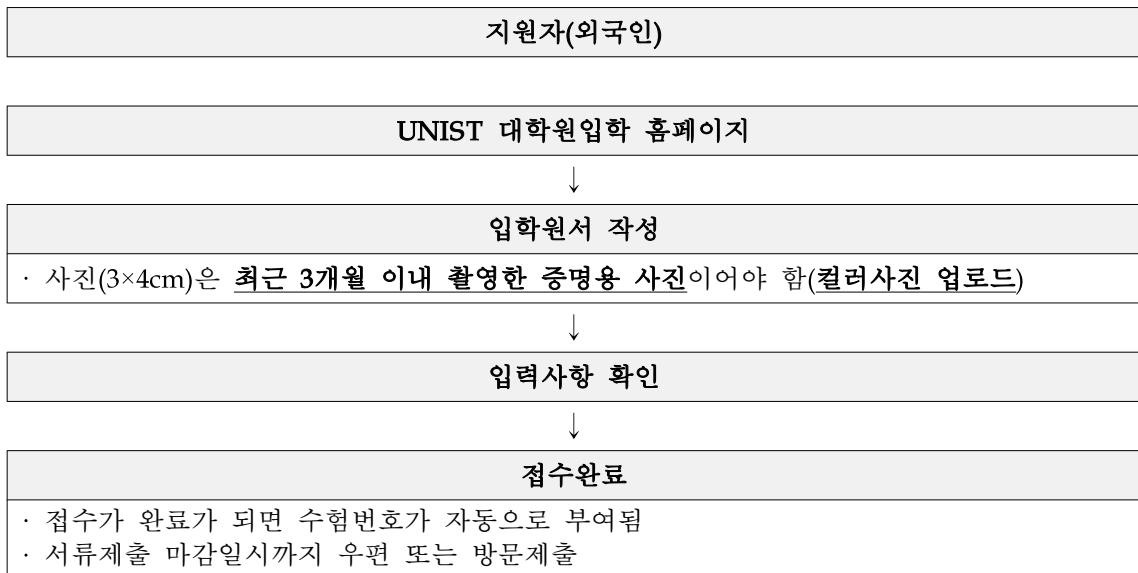 지원자(외국인)
UNIST 대학원입학 홈페이지
↓
입학원서 작성
· 사진(3×4cm)은 최근 3개월 이내 촬영한 증명용 사진이어야 함(컬러사진 업로드)
↓
입력사항 확인
↓
접수완료
· 접수가 완료가 되면 수험번호가 자동으로 부여됨
· 서류제출 마감일시까지 우편 또는 방문제출